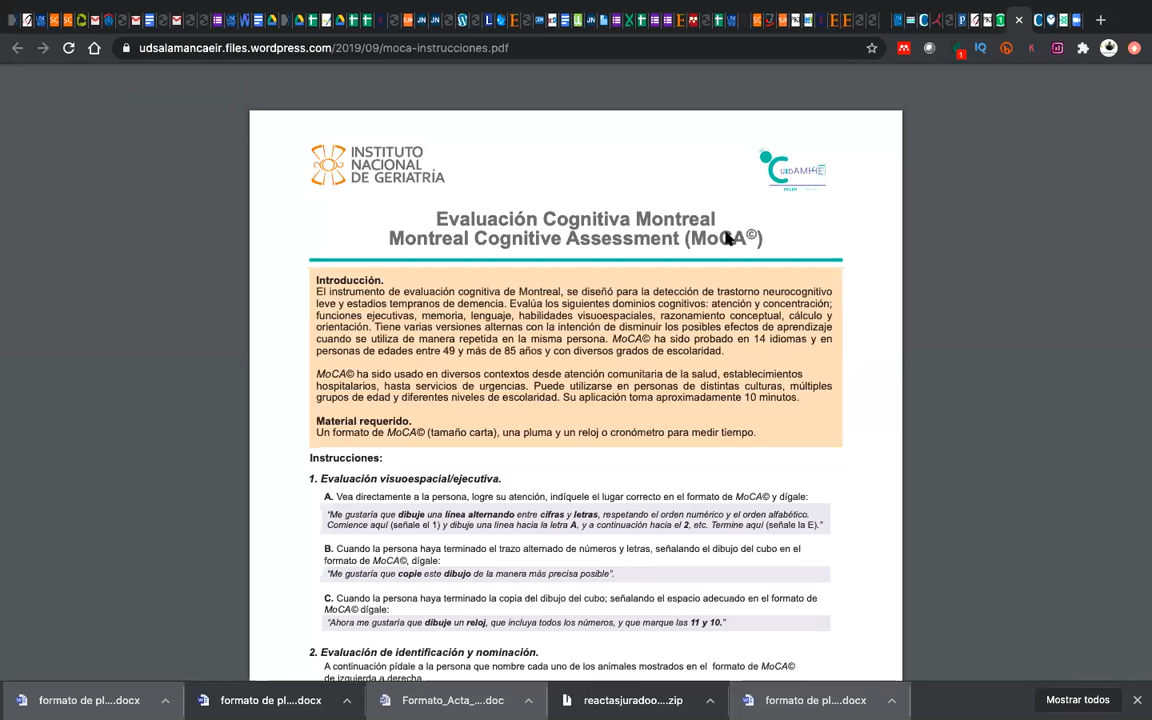 udsalamancaeir.files.wordpress.com/2019/09/moca-instrucciones.pdf
INSTITUTO
NACIONAL
DE GERIATRÍA
Evaluación Cognitiva Montreal
Montreal Cognitive Assessment (MoCA©)
Introducción.
El instrumento de evaluación cognitiva de Montreal, se diseñó para la detección de trastorno neurocognitivo
leve y estadios tempranos de demencia. Evalúa los siguientes dominios cognitivos: atención y concentración;
funciones ejecutivas, memoria, lenguaje, habilidades visuoespaciales, razonamiento conceptual, cálculo y
orientación. Tiene varias versiones alternas con la intención de disminuir los posibles efectos de aprendizaje
cuando se utiliza de manera repetida en la misma persona. MoCA© ha sido probado en 14 idiomas y en
personas de edades entre 49 y más de 85 años y con diversos grados de escolaridad.
MoCA© ha sido usado en diversos contextos desde atención comunitaria de la salud, establecimientos
hospitalarios, hasta servicios de urgencias. Puede utilizarse en personas de distintas culturas, múltiples
grupos de edad y diferentes niveles de escolaridad. Su aplicación toma aproximadamente 10 minutos.
Material requerido.
Un formato de MoCA© (tamaño carta), una pluma y un reloj o cronómetro para medir tiempo.
Instrucciones:
1. Evaluación visuoespacial/ejecutiva.
A. Vea directamente a la persona, logre su atención, indíquele el lugar correcto en el formato de MoCA© y dígale:
“Me gustaría que dibuje una línea alternando entre cifras y letras, respetando el orden numérico y el orden alfabético.
Comience aquí (señale el 1) y dibuje una línea hacia la letra A, y a continuación hacia el 2, etc. Termine aquí (señale la E).”
B. Cuando la persona haya terminado el trazo alternado de números y letras, señalando el dibujo del cubo en el
formato de MoCA©, dígale:
“Me gustaría que copie este dibujo de la manera más precisa posible”.
C. Cuando la persona haya terminado la copia del dibujo del cubo; señalando el espacio adecuado en el formato de
MoCA© dígale:
“Ahora me gustaría que dibuje un reloj, que incluya todos los números, y que marque las 11 y 10.”
2. Evaluación de identificación y nominación.
A continuación pídale a la persona que nombre cada uno de los animales mostrados en el formato de MoCA©
de izquierda a derecha.
formato de pl....docx
formato de pl....docx
Formato_Acta_....doc
reactasjuradoo....zip
formato de pl....docx
Mostrar todos